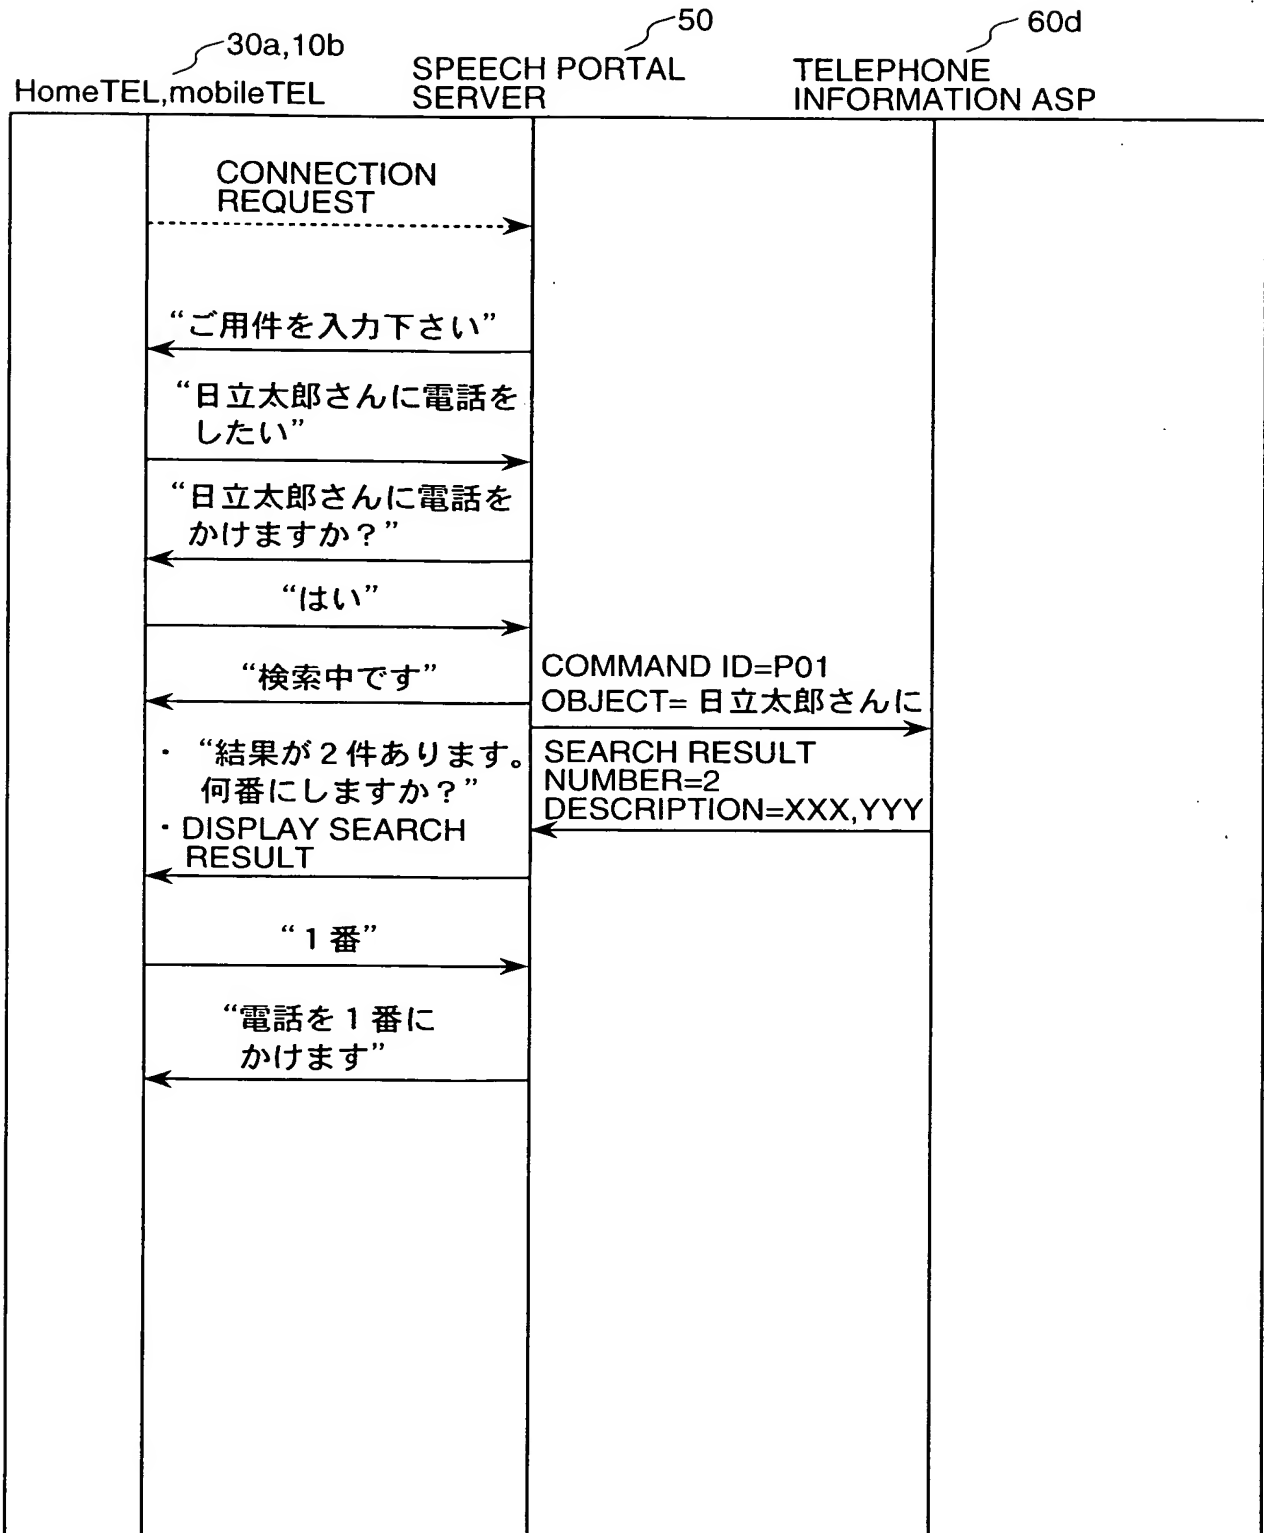 30a,10b
50
60d
HomeTEL,mobileTEL
SPEECH PORTAL
SERVER
TELEPHONE
INFORMATION ASP
CONNECTION
REQUEST
“ご用件を入力下さい”
“日立太郎さんに電話を
したい”
“日立太郎さんに電話を
かけますか？”
“はい”
“検索中です”
COMMAND ID=P01
OBJECT= 日立太郎さんに
・ “結果が２件あります。
何番にしますか？”
・DISPLAY SEARCH
RESULT
SEARCH RESULT
NUMBER=2
DESCRIPTION=XXX,YYY
“１番”
“電話を１番に
かけます”